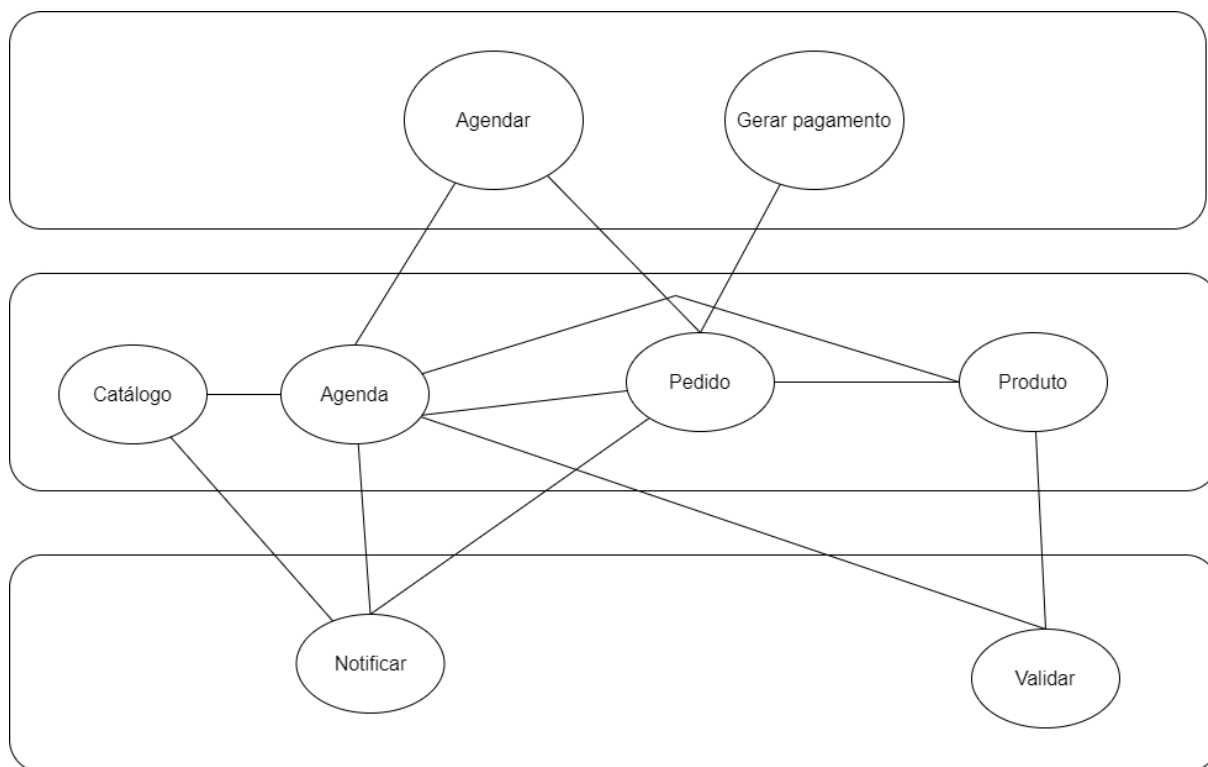 Agendar
Gerar pagamento
Catálogo
Agenda
Pedido
Produto
Notificar
Validar